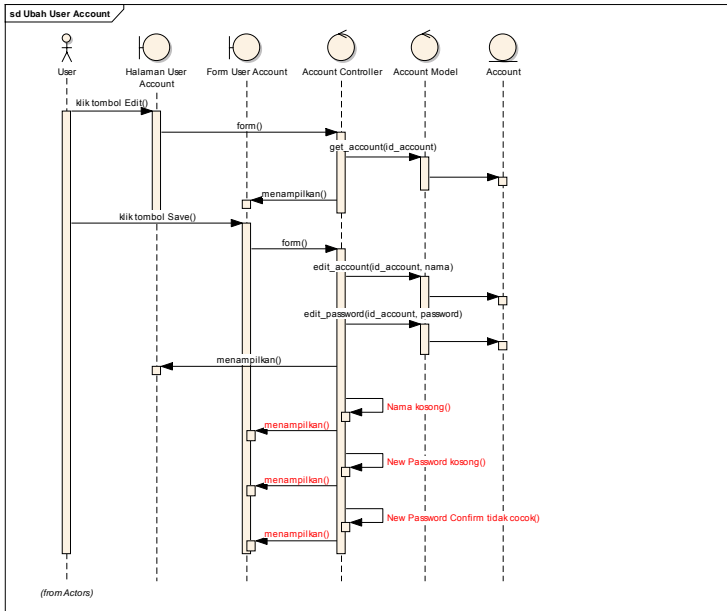 sd Ubah User Account
User
Halaman User
Account
Form User Account
Account Controller
Account Model
Account
klik tombol Edit()
form()
get_account(id_account)
menampilkan()
klik tombol Save()
form()
edit_account(id_account, nama)
edit_password(id_account, password)
menampilkan()
Nama kosong()
menampilkan()
New Password kosong()
menampilkan()
New Password Confirm tidak cocok()
menampilkan()
(from Actors)